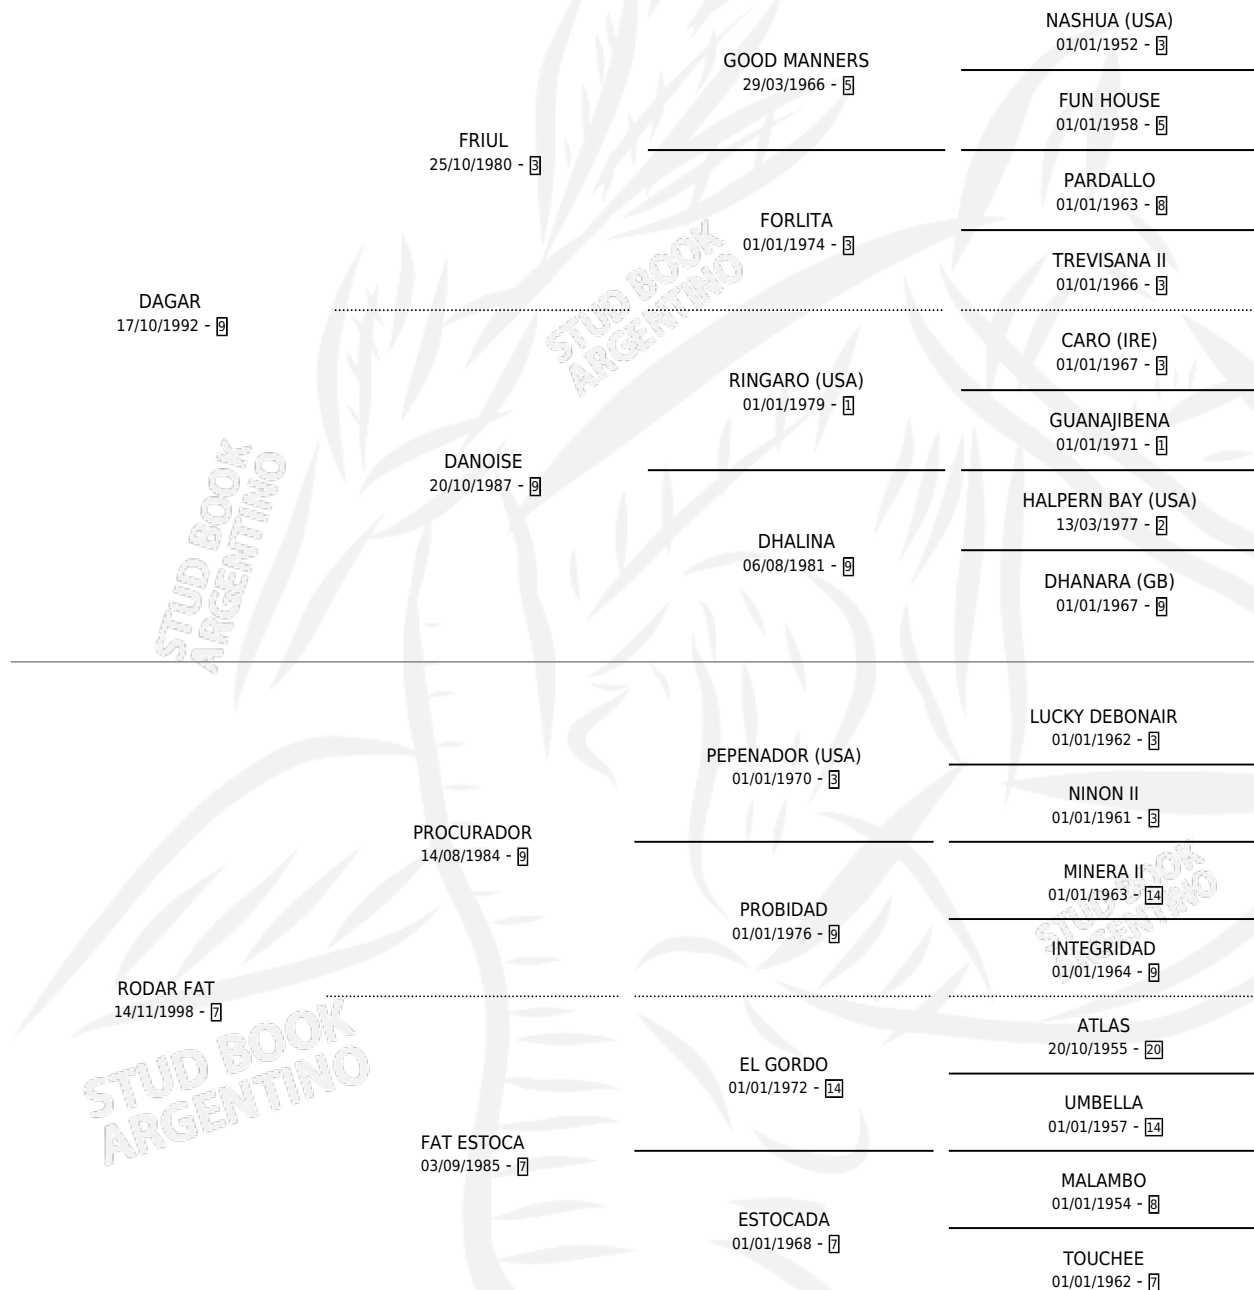 NASHUA (USA)
01/01/1952 - 3
GOOD MANNERS
29/03/1966 - 5
FUN HOUSE
01/01/1958 - 5
FRIUL
25/10/1980 - 3
PARDALLO
01/01/1963 - 8
FORLITA
01/01/1974 - 3
TREVISANA II
01/01/1966 - 3
STUD BOOK
ARGENTINO
DAGAR
17/10/1992 - 9
CARO (IRE)
01/01/1967 - 3
RINGARO (USA)
01/01/1979 - 1
GUANAJIBENA
01/01/1971 - 1
DANOISE
20/10/1987 - 9
HALPERN BAY (USA)
13/03/1977 - 2
DHALINA
06/08/1981 - 9
DHANARA (GB)
01/01/1967 - 9
STUD BOOK
ARGENTINO
LUCKY DEBONAIR
01/01/1962 - 3
PEPENADOR (USA)
01/01/1970 - 3
NINON II
01/01/1961 - 3
PROCURADOR
14/08/1984 - 9
MINERA II
01/01/1963 - 14
PROBIDAD
01/01/1976 - 9
INTEGRIDAD
01/01/1964 - 9
STUD BOOK
ARGENTINO
RODAR FAT
14/11/1998 - 7
ATLAS
20/10/1955 - 20
EL GORDO
01/01/1972 - 14
UMBELLA
01/01/1957 - 14
STUD BOOK
ARGENTINO
FAT ESTOCA
03/09/1985 - 7
MALAMBO
01/01/1954 - 8
ESTOCADA
01/01/1968 - 7
TOUCHEE
01/01/1962 - 7